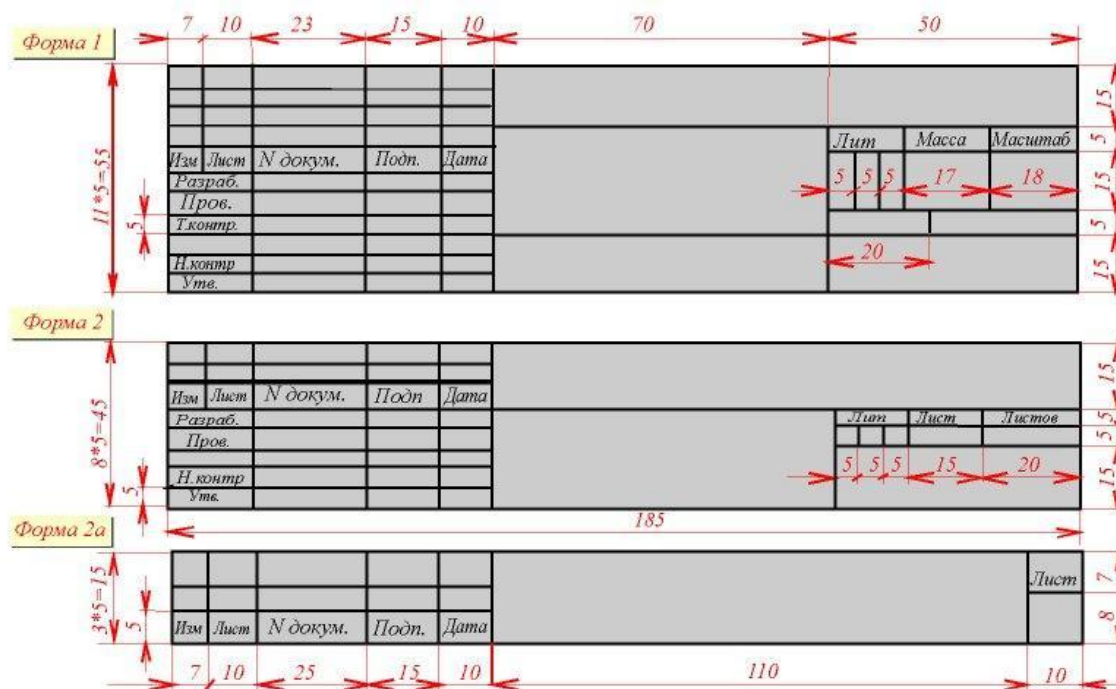 7 10 23 15 10 70 50
Форма 1
15
Лит Масса Масштаб
5
Изм Лист N докум. Подп. Дата
5 5 5 17 18
15
Разраб.
Пров.
11*5=55
5
Т.контр.
5
20
Н.контр
15
Утв.
Форма 2
15
Изм Лист N докум. Подп Дата
Разраб.
Лит Лист Листов
5
Пров.
5
8*5=45
5 5 5 15 20
Н.контр
15
5
Утв.
185
Форма 2а
3*5=15
Лист
7
5
Изм Лист N докум. Подп. Дата
8
7 10 25 15 10 110 10